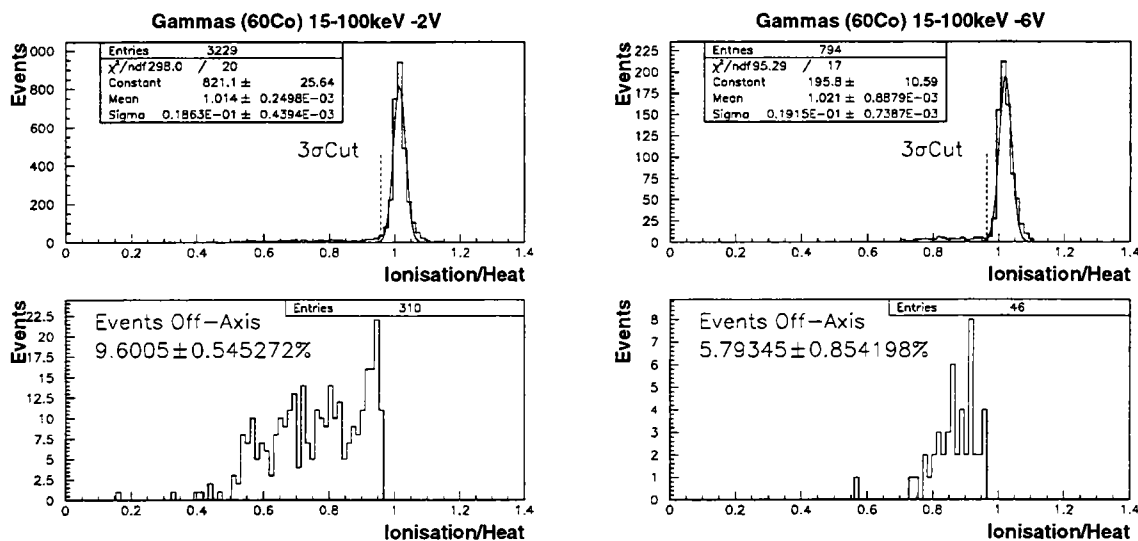 Gammas (60Co) 15-100keV -2V
Events
1000
800
600
400
200
0
Entries 3229
χ²/ndf298.0 / 20
Constant 821.1 ± 25.64
Mean 1.014 ± 0.2498E-03
Sigma 0.1863E-01 ± 0.4394E-03
3σCut
0 0.2 0.4 0.6 0.8 1 1.2 1.4
Ionisation/Heat
Events
22.5
20
17.5
15
12.5
10
7.5
5
2.5
0
Entries 310
Events Off-Axis
9.6005±0.545272%
0 0.2 0.4 0.6 0.8 1 1.2 1.4
Ionisation/Heat
Gammas (60Co) 15-100keV -6V
Events
225
200
175
150
125
100
75
50
25
0
Entries 794
χ²/ndf95.29 / 17
Constant 195.8 ± 10.59
Mean 1.021 ± 0.8879E-03
Sigma 0.1915E-01 ± 0.7387E-03
3σCut
0 0.2 0.4 0.6 0.8 1 1.2 1.4
Ionisation/Heat
Events
8
7
6
5
4
3
2
1
0
Entries 46
Events Off-Axis
5.79345±0.854198%
0 0.2 0.4 0.6 0.8 1 1.2 1.4
Ionisation/Heat